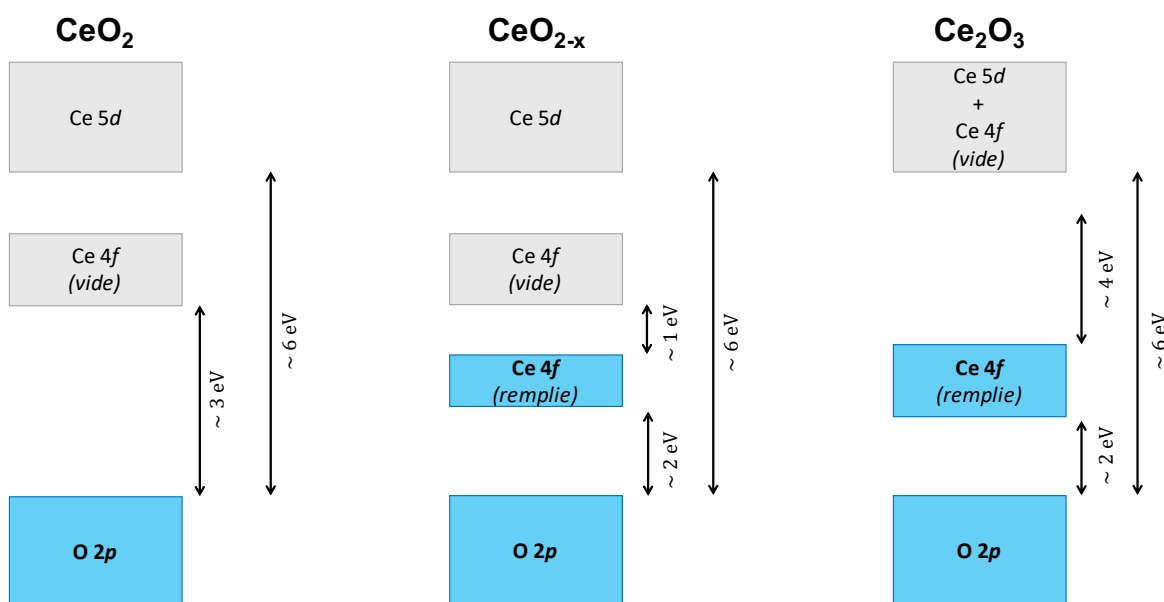 CeO2
Ce 5d
Ce 4f
(vide)
~ 3 eV
~ 6 eV
O 2p
CeO2-x
Ce 5d
Ce 4f
(vide)
~ 1 eV
Ce 4f
(remplie)
~ 2 eV
~ 6 eV
O 2p
Ce2O3
Ce 5d
+
Ce 4f
(vide)
~ 4 eV
Ce 4f
(remplie)
~ 2 eV
~ 6 eV
O 2p